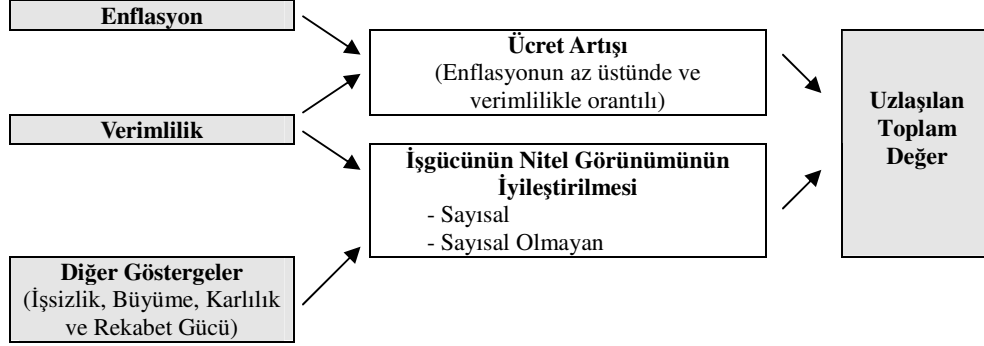 Enflasyon
Verimlilik
Diğer Göstergeler
(İşsizlik, Büyüme, Karlılık
ve Rekabet Gücü)
Ücret Artışı
(Enflasyonun az üstünde ve
verimlilikle orantılı)
İşgücünün Nitel Görünümünün
İyileştirilmesi
- Sayısal
- Sayısal Olmayan
Uzlaşılan
Toplam
Değer